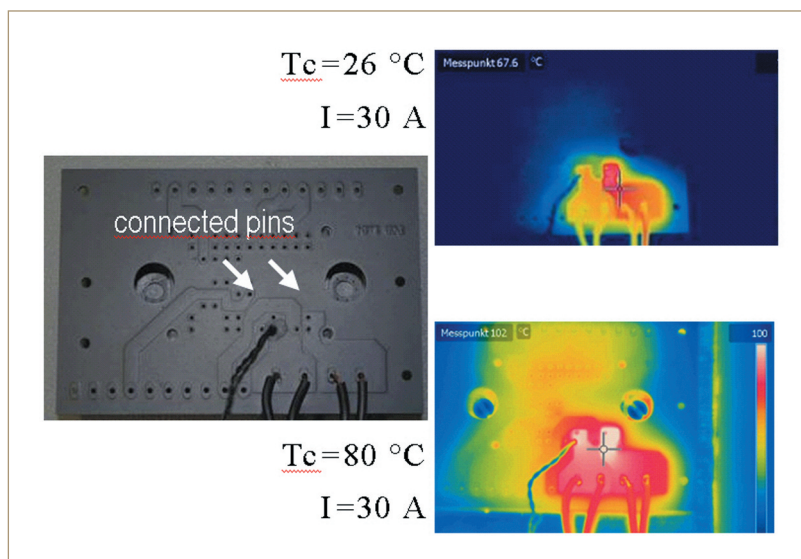 Tc=26 °C
I=30 A
Messpunkt 67.6 °C
connected pins
Messpunkt 102 °C
100
Tc=80 °C
I=30 A